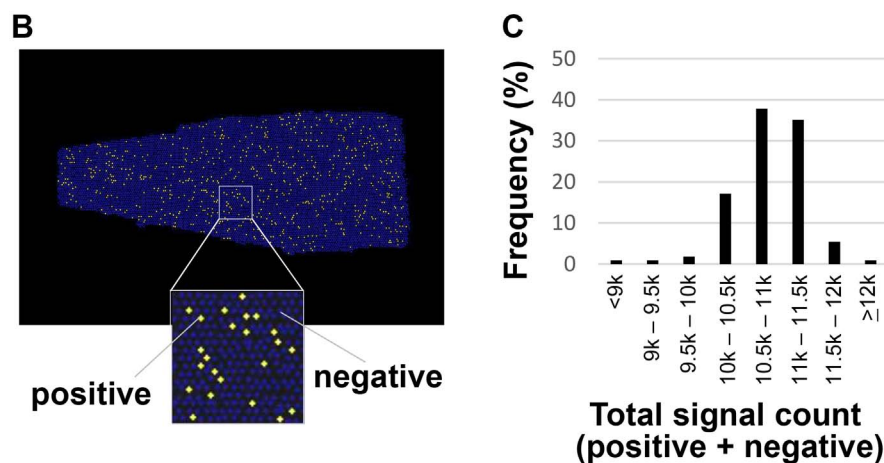 B
positive
negative
C
Frequency (%)
50
40
30
20
10
0
<9k
9k – 9.5k
9.5k – 10k
10k – 10.5k
10.5k – 11k
11k – 11.5k
11.5k – 12k
≥12k
Total signal count
(positive + negative)